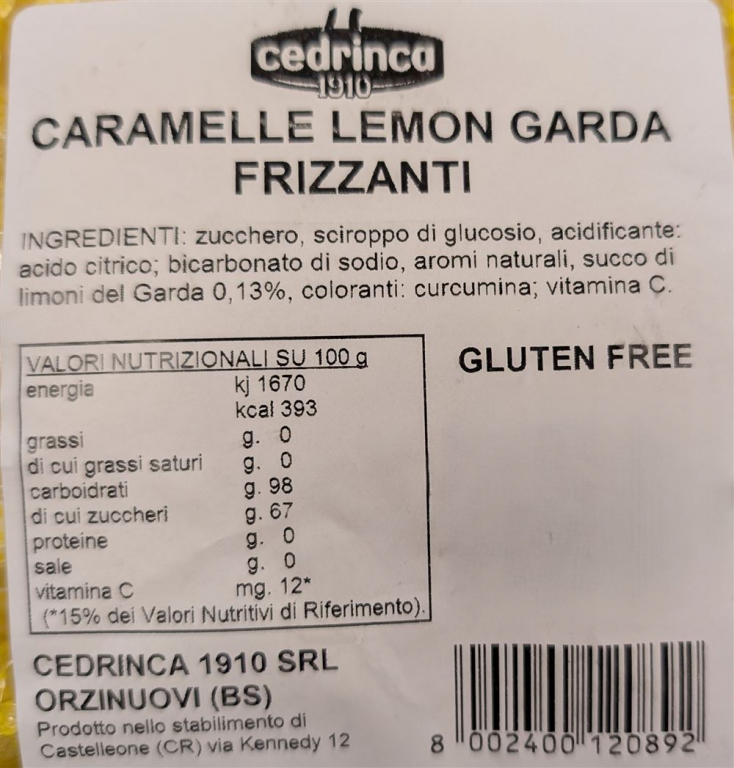 cedrinca
1910
CARAMELLE LEMON GARDA
FRIZZANTI
INGREDIENTI: zucchero, sciroppo di glucosio, acidificante:
acido citrico; bicarbonato di sodio, aromi naturali, succo di
limoni del Garda 0,13%, coloranti: curcumina; vitamina C.
VALORI NUTRIZIONALI SU 100 g
energia kj 1670
kcal 393
grassi g. 0
di cui grassi saturi g. 0
carboidrati g. 98
di cui zuccheri g. 67
proteine g. 0
sale g. 0
vitamina C mg. 12*
(*15% dei Valori Nutritivi di Riferimento).
GLUTEN FREE
CEDRINCA 1910 SRL
ORZINUOVI (BS)
Prodotto nello stabilimento di
Castelleone (CR) via Kennedy 12
8 002400 120892